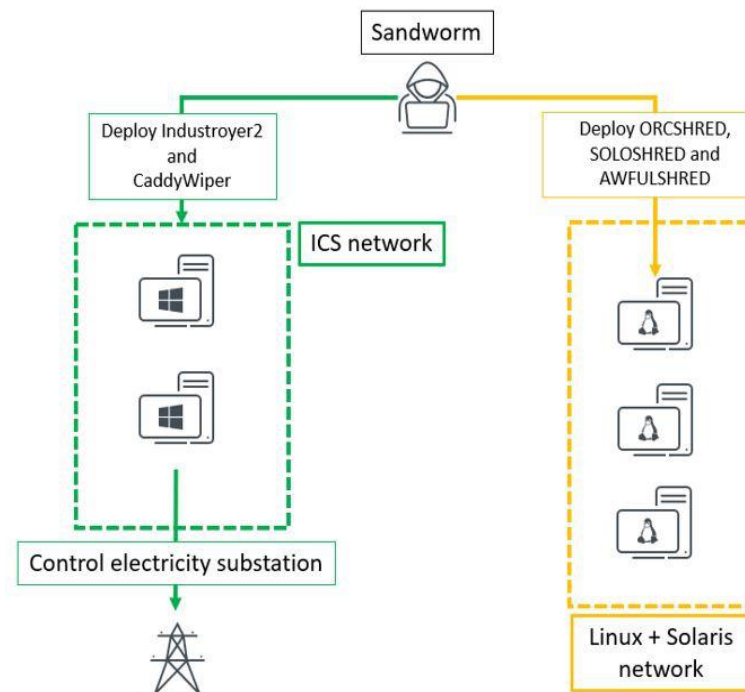 Sandworm
Deploy Industroyer2
and
CaddyWiper
Deploy ORCSHRED,
SOLOSHRED and
AWFULSHRED
ICS network
Control electricity substation
Linux + Solaris
network